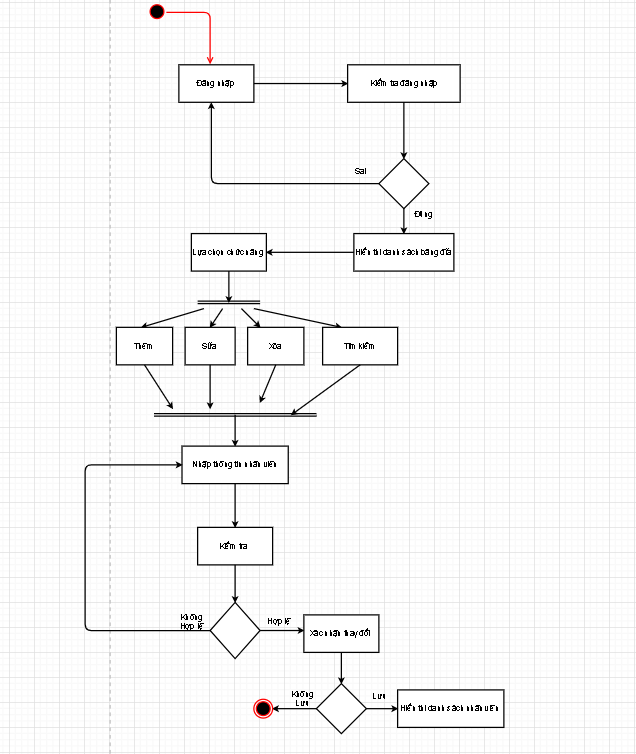 Đăng nhập
Kiểm tra đăng nhập
Sai
Đúng
Lựa chọn chức năng
Hiển thị danh sách băng đĩa
Thêm
Sửa
Xóa
Tìm kiếm
Nhập thông tin nhân viên
Kiểm tra
Không
Hợp lệ
Hợp lệ
Xác nhận thay đổi
Không
Lưu
Lưu
Hiển thị danh sách nhân viên